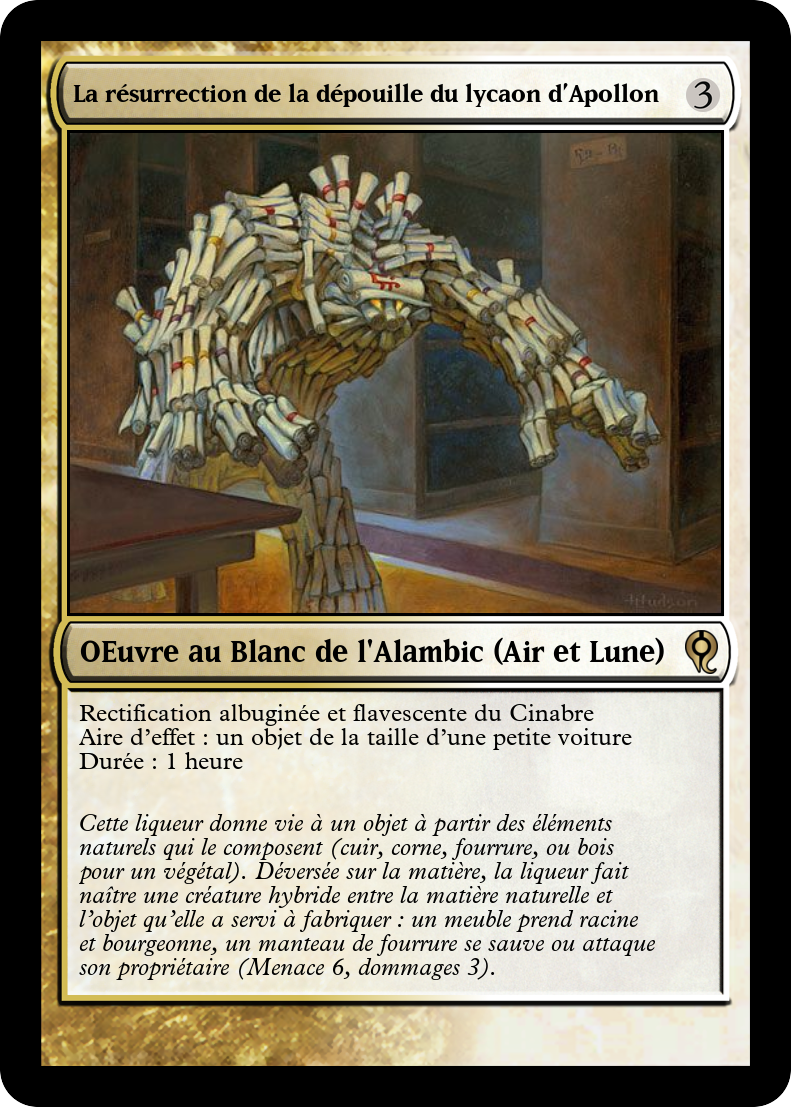 La résurrection de la dépouille du lycaon d'Apollon 3
OEuvre au Blanc de l'Alambic (Air et Lune)
Rectification albuginée et flavescente du Cinabre
Aire d'effet : un objet de la taille d'une petite voiture
Durée : 1 heure
Cette liqueur donne vie à un objet à partir des éléments
naturels qui le composent (cuir, corne, fourrure, ou bois
pour un végétal). Déversée sur la matière, la liqueur fait
naître une créature hybride entre la matière naturelle et
l'objet qu'elle a servi à fabriquer : un meuble prend racine
et bourgeonne, un manteau de fourrure se sauve ou attaque
son propriétaire (Menace 6, dommages 3).